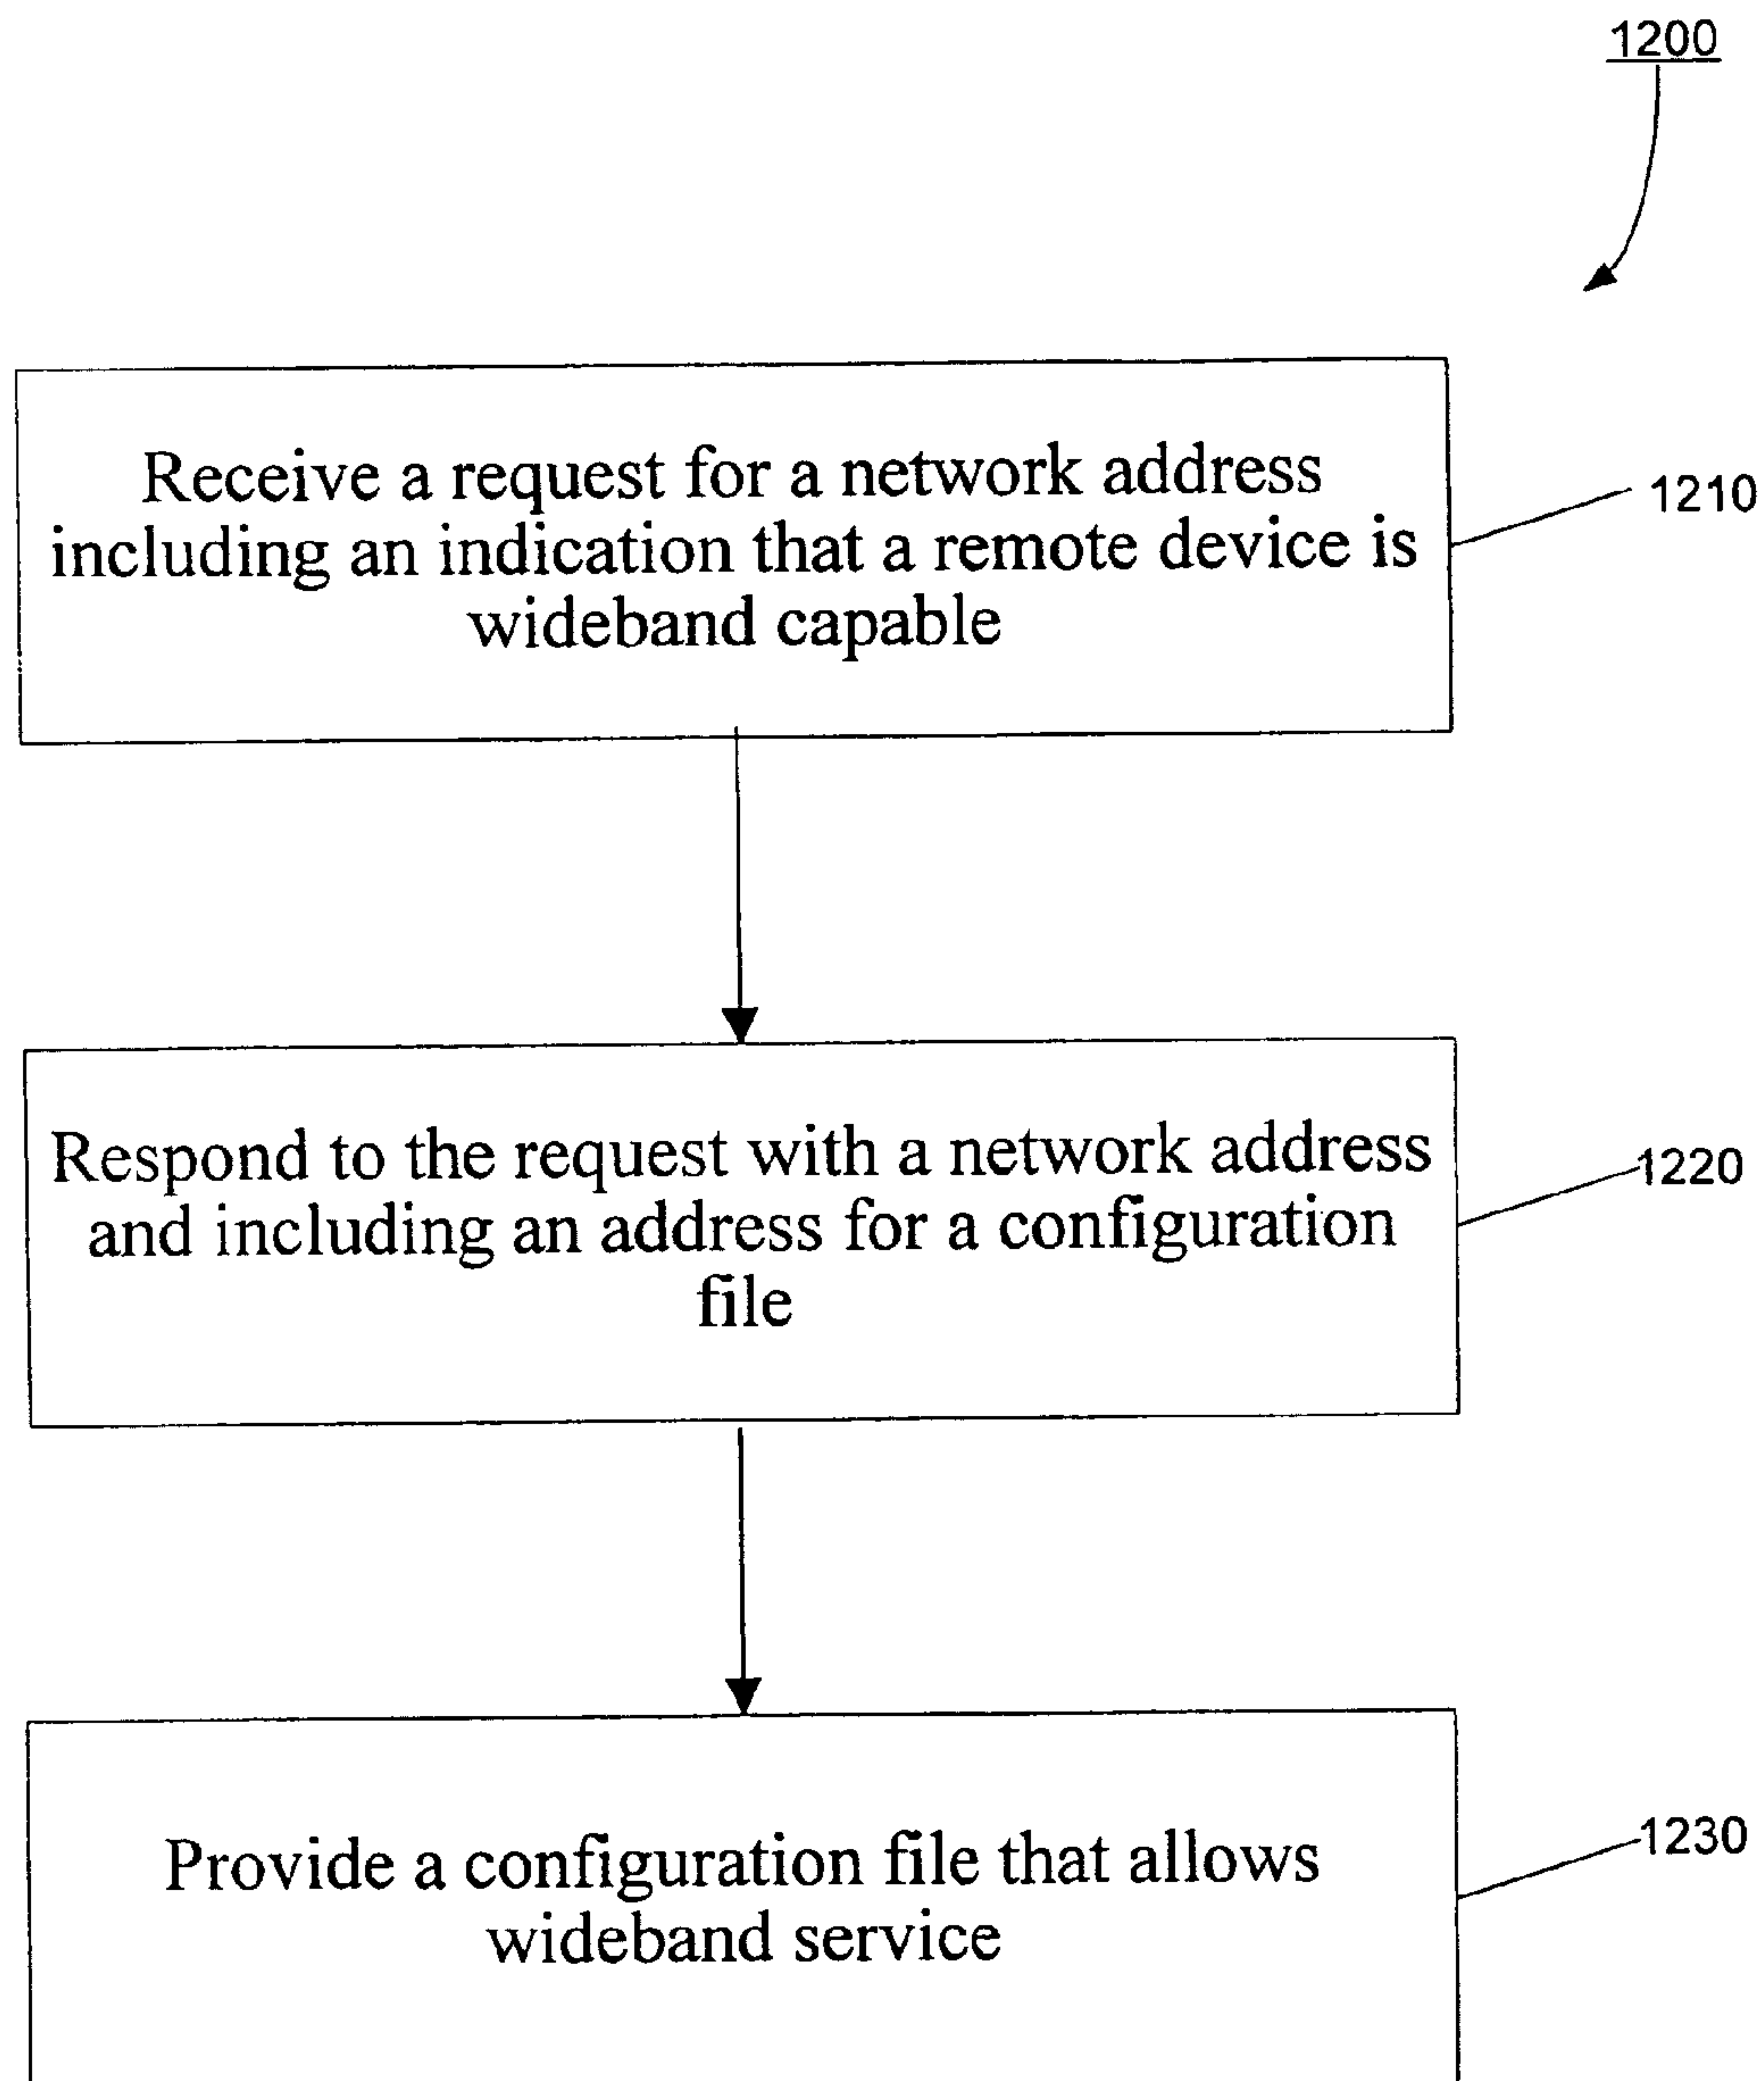 1200
Receive a request for a network address
including an indication that a remote device is
wideband capable
1210
Respond to the request with a network address
and including an address for a configuration
file
1220
Provide a configuration file that allows
wideband service
1230